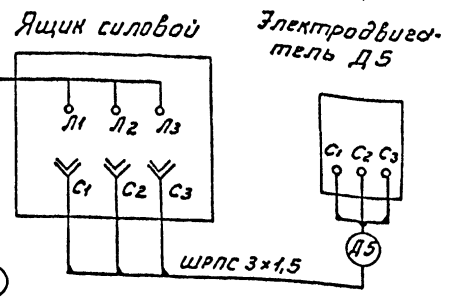 Ящик силовой
Электродвига-
тель Д5
Л1 Л2 Л3
С1 С2 С3
С1 С2 С3
Д5
ШРПС 3×1,5